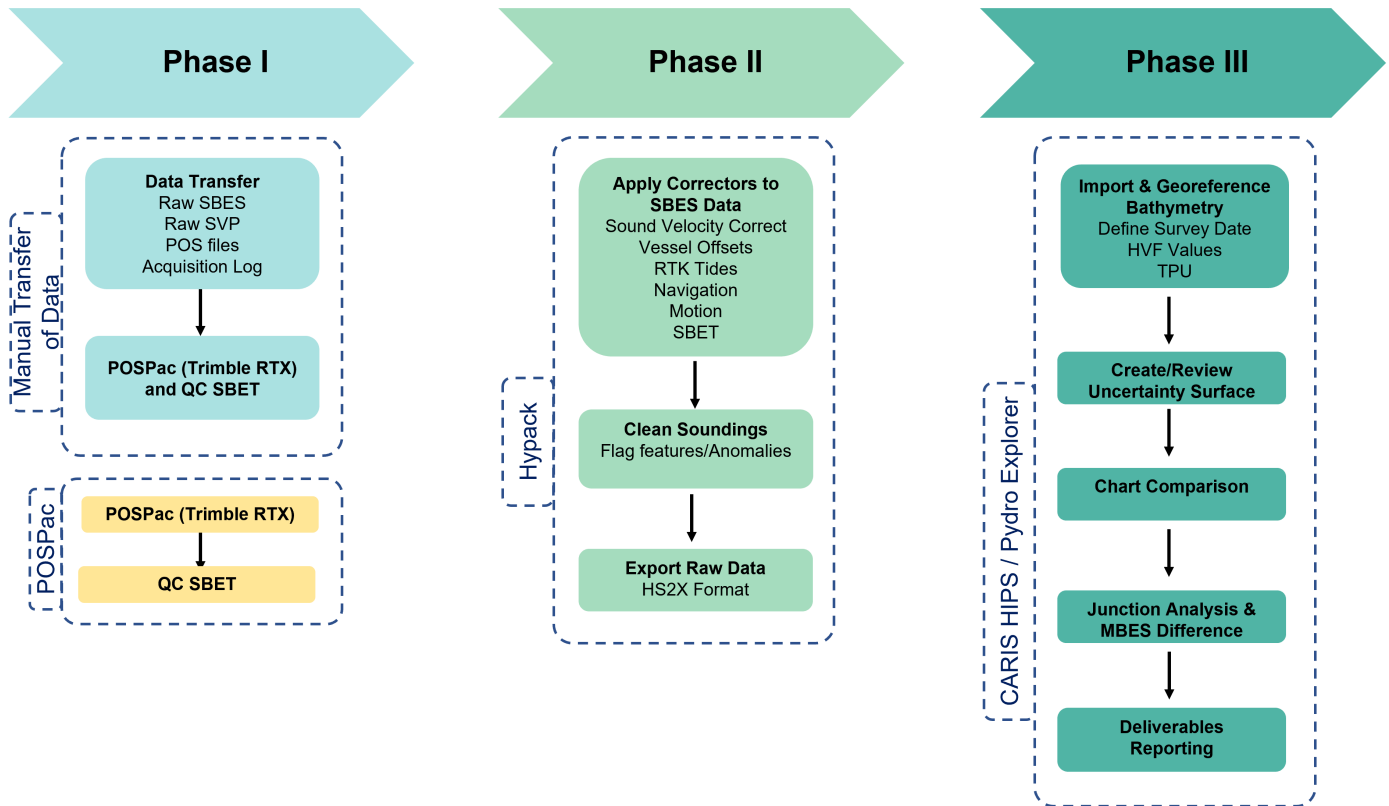 Phase I
Phase II
Phase III
Manual Transfer
of Data
Data Transfer
Raw SBES
Raw SVP
POS files
Acquisition Log
POSPac (Trimble RTX)
and QC SBET
POSPac
POSPac (Trimble RTX)
QC SBET
Hypack
Apply Correctors to
SBES Data
Sound Velocity Correct
Vessel Offsets
RTK Tides
Navigation
Motion
SBET
Clean Soundings
Flag features/Anomalies
Export Raw Data
HS2X Format
CARIS HIPS / Pydro Explorer
Import & Georeference
Bathymetry
Define Survey Date
HVF Values
TPU
Create/Review
Uncertainty Surface
Chart Comparison
Junction Analysis &
MBES Difference
Deliverables
Reporting